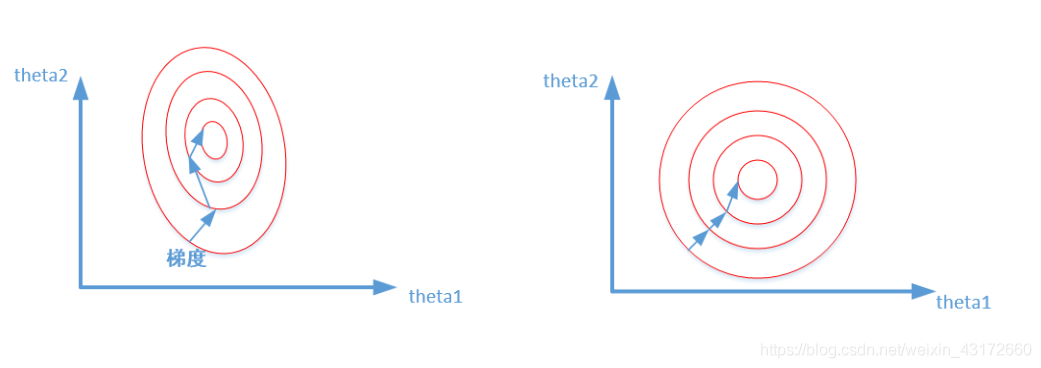 theta2
梯度
theta1
theta2
theta1
https://blog.csdn.net/weixin_43172660